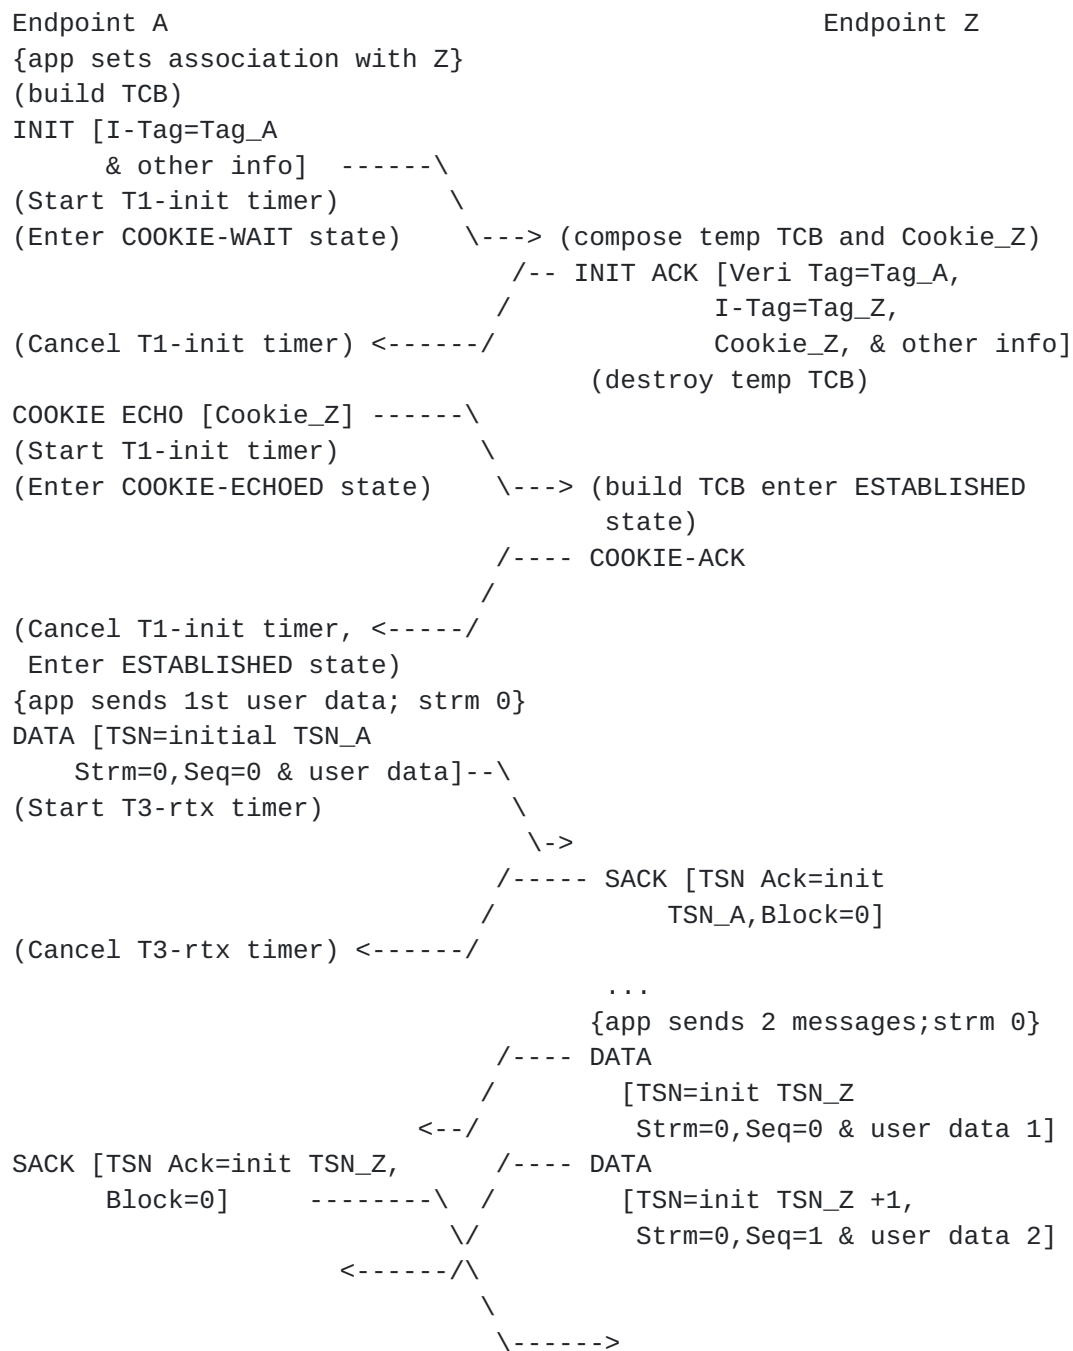 Endpoint A                                          Endpoint Z
{app sets association with Z}
(build TCB)
INIT [I-Tag=Tag_A
      & other info]  ------\
(Start T1-init timer)       \
(Enter COOKIE-WAIT state)    \---> (compose temp TCB and Cookie_Z)
                                /-- INIT ACK [Veri Tag=Tag_A,
                               /             I-Tag=Tag_Z,
(Cancel T1-init timer) <------/              Cookie_Z, & other info]
                                     (destroy temp TCB)
COOKIE ECHO [Cookie_Z] ------\
(Start T1-init timer)         \
(Enter COOKIE-ECHOED state)    \---> (build TCB enter ESTABLISHED
                                      state)
                               /---- COOKIE-ACK
                              /
(Cancel T1-init timer, <-----/
 Enter ESTABLISHED state)
{app sends 1st user data; strm 0}
DATA [TSN=initial TSN_A
    Strm=0,Seq=0 & user data]--\
(Start T3-rtx timer)            \
                                 \->
                               /----- SACK [TSN Ack=init
                              /           TSN_A,Block=0]
(Cancel T3-rtx timer) <------/
                                      ...
                                     {app sends 2 messages;strm 0}
                               /---- DATA
                              /        [TSN=init TSN_Z
                          <--/          Strm=0,Seq=0 & user data 1]
SACK [TSN Ack=init TSN_Z,      /---- DATA
      Block=0]     --------\  /        [TSN=init TSN_Z +1,
                            \/          Strm=0,Seq=1 & user data 2]
                     <------/\
                              \
                               \------>